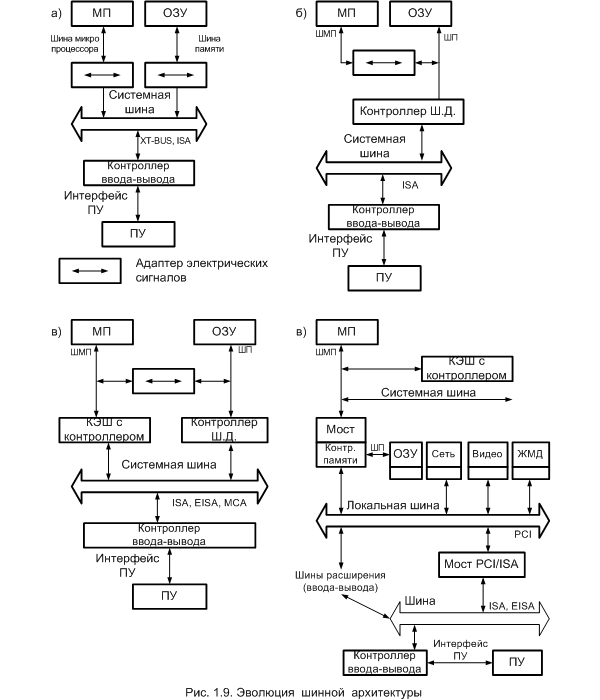 а)
МП
ОЗУ
Шина микро
процессора
Шина
памяти
Системная
шина
XT-BUS, ISA
Контроллер
ввода-вывода
Интерфейс
ПУ
ПУ
Адаптер электрических
сигналов
б)
МП
ОЗУ
ШМП
ШП
Контроллер Ш.Д.
Системная
шина
ISA
Контроллер
ввода-вывода
Интерфейс
ПУ
ПУ
в)
МП
ОЗУ
ШМП
ШП
КЭШ с
контроллером
Контроллер
Ш.Д.
Системная шина
ISA, EISA, MCA
Контроллер
ввода-вывода
Интерфейс
ПУ
ПУ
в)
МП
ШМП
КЭШ с
контроллером
Системная шина
Мост
Контр.
памяти
ШП
ОЗУ
Сеть
Видео
ЖМД
Локальная шина
PCI
Мост PCI/ISA
Шины расширения
(ввода-вывода)
Шина
ISA, EISA
Контроллер
ввода-вывода
Интерфейс
ПУ
ПУ
Рис. 1.9. Эволюция шинной архитектуры